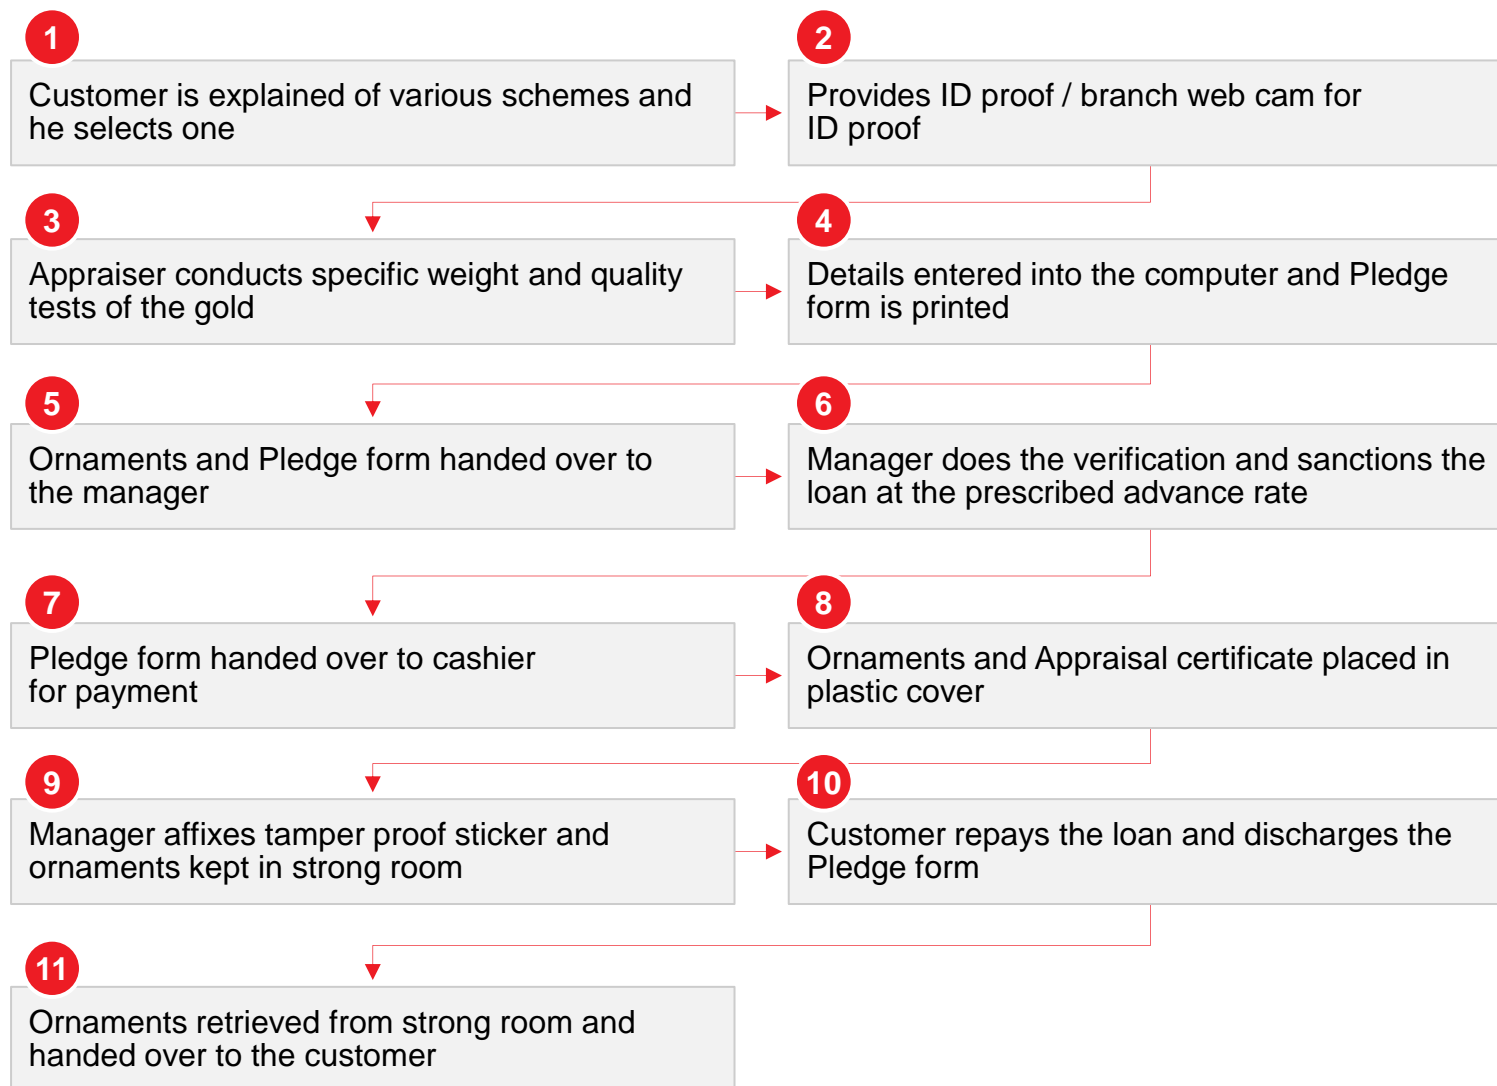 1
Customer is explained of various schemes and
he selects one
2
Provides ID proof / branch web cam for
ID proof
3
Appraiser conducts specific weight and quality
tests of the gold
4
Details entered into the computer and Pledge
form is printed
5
Ornaments and Pledge form handed over to
the manager
6
Manager does the verification and sanctions the
loan at the prescribed advance rate
7
Pledge form handed over to cashier
for payment
8
Ornaments and Appraisal certificate placed in
plastic cover
9
Manager affixes tamper proof sticker and
ornaments kept in strong room
10
Customer repays the loan and discharges the
Pledge form
11
Ornaments retrieved from strong room and
handed over to the customer